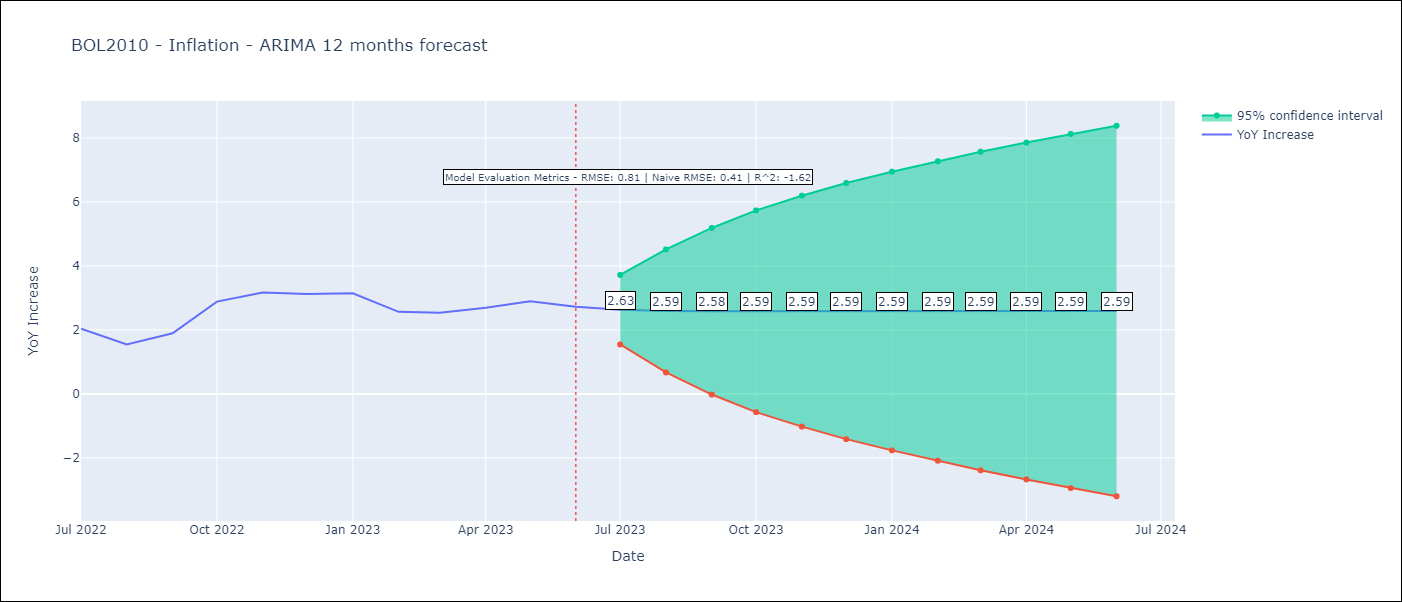 BOL2010 - Inflation - ARIMA 12 months forecast
95% confidence interval
YoY Increase
Model Evaluation Metrics - RMSE: 0.81 | Naive RMSE: 0.41 | R^2: -1.62
YoY Increase
8
6
4
2
0
−2
2.63 2.59 2.58 2.59 2.59 2.59 2.59 2.59 2.59 2.59 2.59 2.59
Jul 2022 Oct 2022 Jan 2023 Apr 2023 Jul 2023 Oct 2023 Jan 2024 Apr 2024 Jul 2024
Date